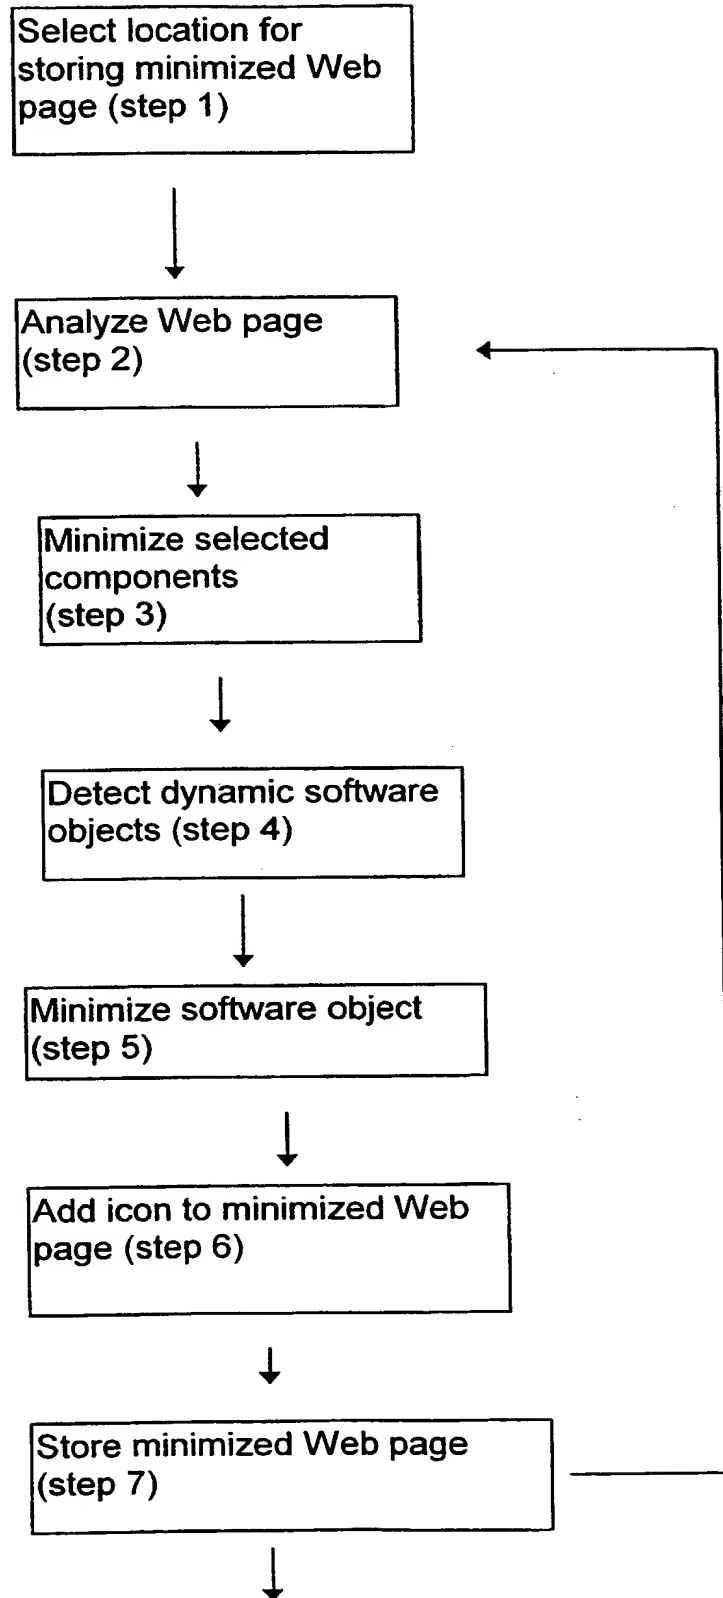 Select location for
storing minimized Web
page (step 1)
Analyze Web page
(step 2)
Minimize selected
components
(step 3)
Detect dynamic software
objects (step 4)
Minimize software object
(step 5)
Add icon to minimized Web
page (step 6)
Store minimized Web page
(step 7)